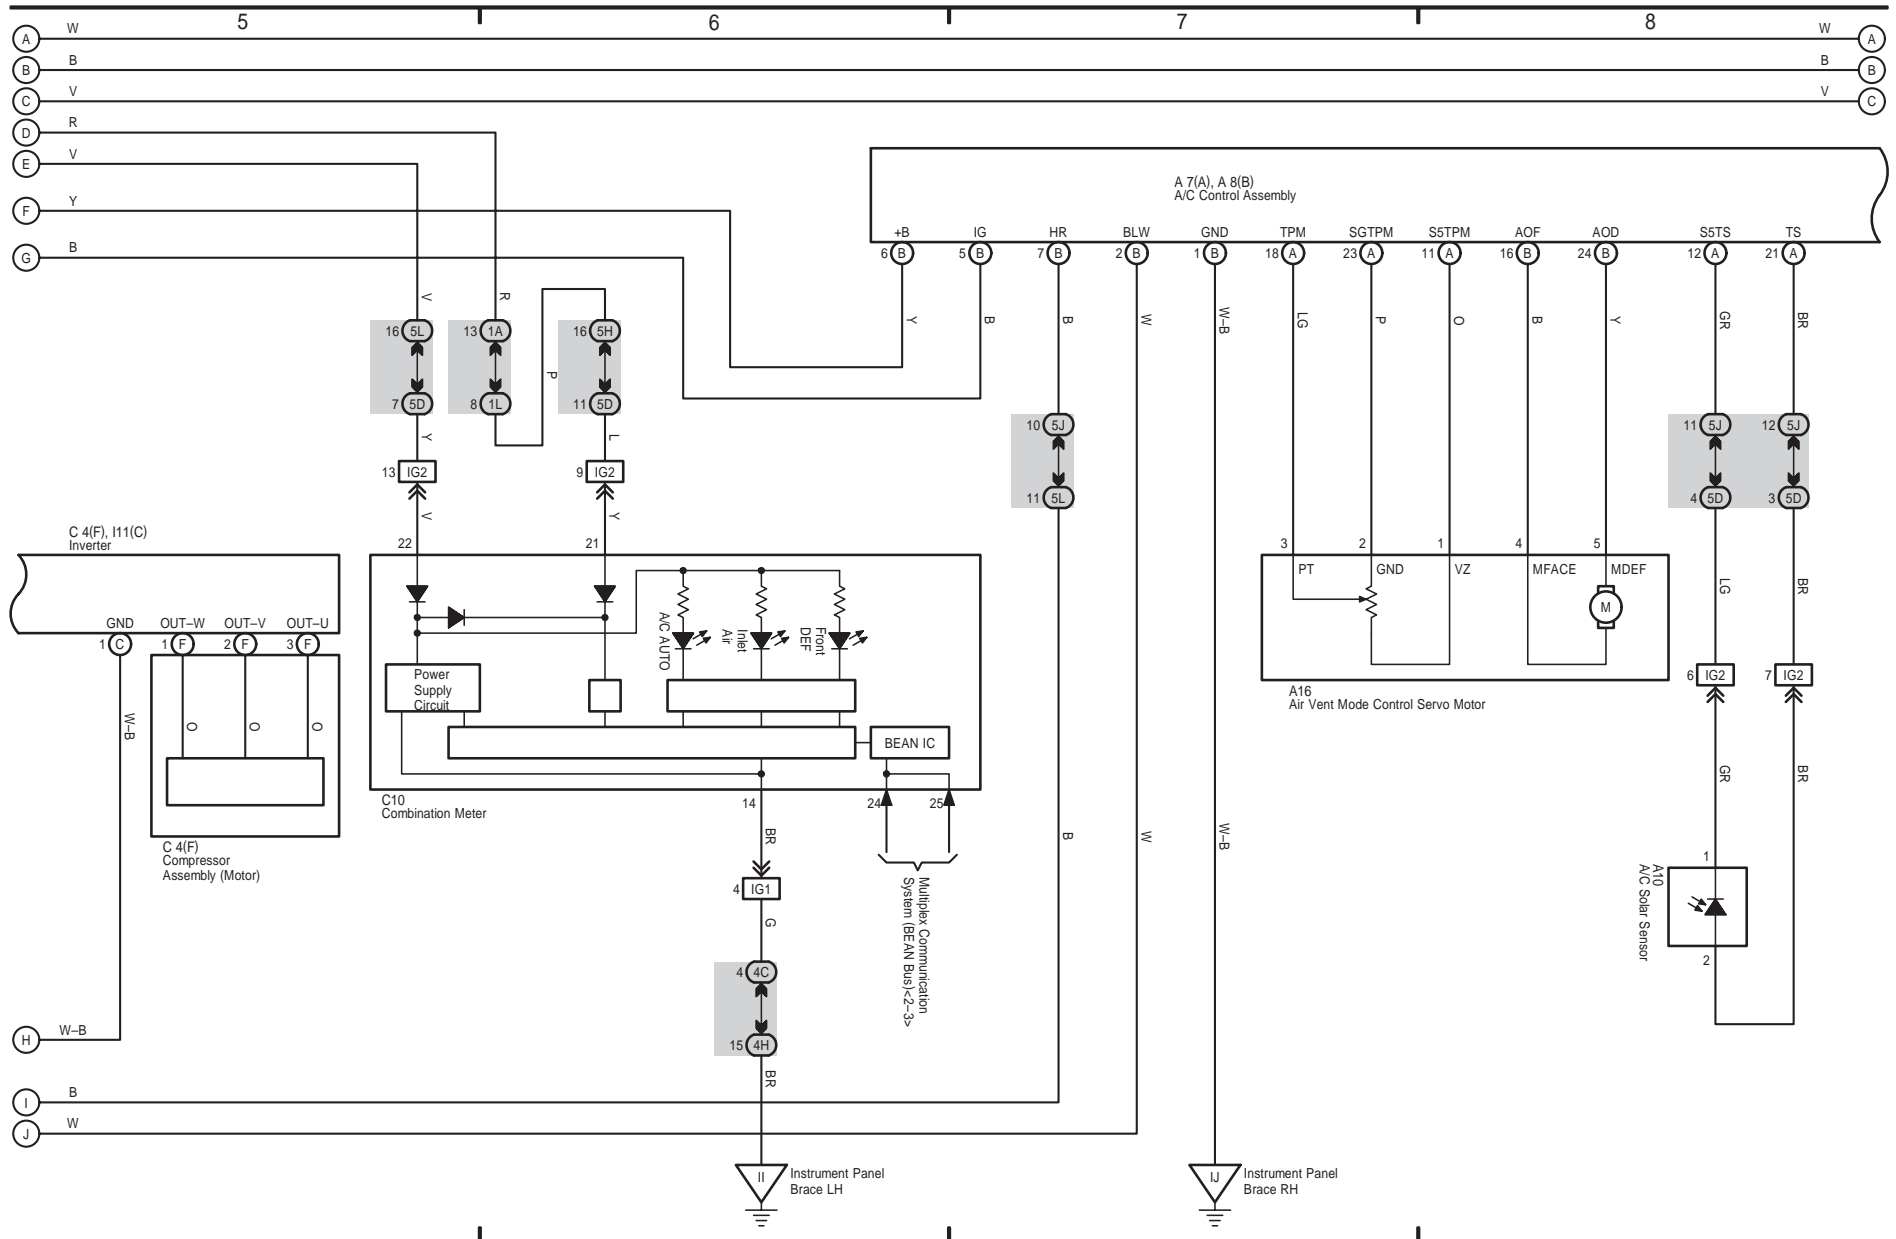 5 6 7 8
A W W A
B B B B
C V V C
D R
E V
F Y
G B
A 7(A), A 8(B)
A/C Control Assembly
+B IG HR BLW GND TPM SGTPM S5TPM AOF AOD S5TS TS
6 B 5 B 7 B 2 B 1 B 18 A 23 A 11 A 16 B 24 B 12 A 21 A
V R
Y B B W W–B LG P O B Y GR BR
16 5L 13 1A 16 5H
P
7 5D 8 1L 11 5D
10 5J 11 5J 12 5J
Y L
13 IG2 9 IG2
11 5L 4 5D 3 5D
V Y
C 4(F), I11(C)
Inverter
22 21
3 2 1 4 5
PT GND VZ MFACE MDEF
M
LG BR
GND OUT–W OUT–V OUT–U
1 C 1 F 2 F 3 F
A/C AUTO
Inlet
Air
Front
DEF
Power
Supply
Circuit
6 IG2 7 IG2
A16
Air Vent Mode Control Servo Motor
W–B O O O
BEAN IC
GR BR
C10
Combination Meter
14 24 25
BR B W W–B
C 4(F)
Compressor
Assembly (Motor)
1
A10
A/C Solar Sensor
2
4 IG1
G
Multiplex Communication
System (BEAN Bus)<2–3>
4 4C
H W–B
15 4H
BR
I B
J W
II Instrument Panel
Brace LH
IJ Instrument Panel
Brace RH